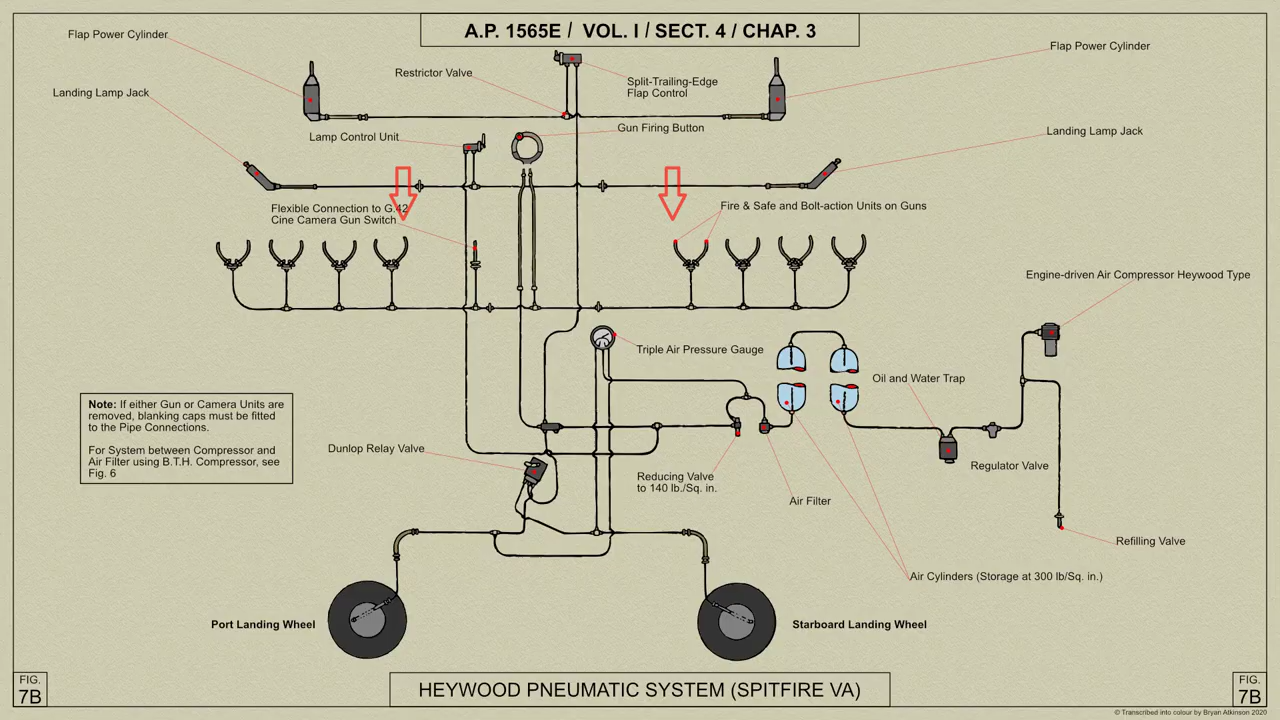 A.P. 1565E / VOL. I / SECT. 4 / CHAP. 3
Flap Power Cylinder
Flap Power Cylinder
Restrictor Valve
Split-Trailing-Edge
Flap Control
Landing Lamp Jack
Gun Firing Button
Landing Lamp Jack
Lamp Control Unit
Flexible Connection to G.42
Cine Camera Gun Switch
Fire & Safe and Bolt-action Units on Guns
Engine-driven Air Compressor Heywood Type
Triple Air Pressure Gauge
Oil and Water Trap
Note: If either Gun or Camera Units are
removed, blanking caps must be fitted
to the Pipe Connections.
For System between Compressor and
Air Filter using B.T.H. Compressor, see
Fig. 6
Dunlop Relay Valve
Reducing Valve
to 140 lb./Sq. in.
Regulator Valve
Air Filter
Refilling Valve
Air Cylinders (Storage at 300 lb/Sq. in.)
Port Landing Wheel
Starboard Landing Wheel
FIG.
7B
HEYWOOD PNEUMATIC SYSTEM (SPITFIRE VA)
FIG.
7B
© Transcribed into colour by Bryan Atkinson 2020